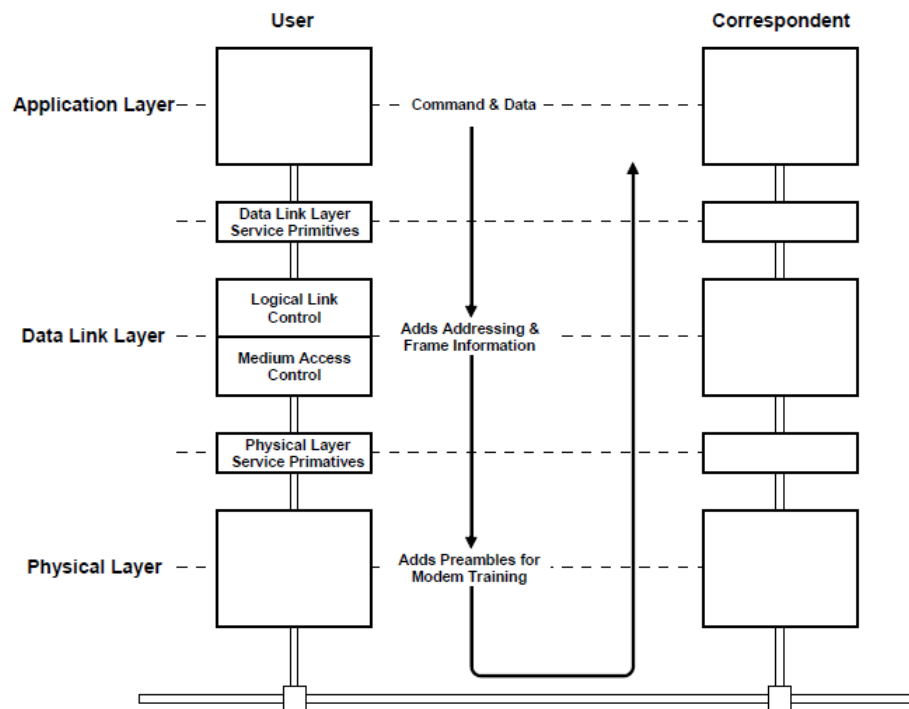 User
Correspondent
Application Layer
Command & Data
Data Link Layer
Service Primitives
Logical Link
Control
Data Link Layer
Adds Addressing &
Frame Information
Medium Access
Control
Physical Layer
Service Primatives
Physical Layer
Adds Preambles for
Modem Training